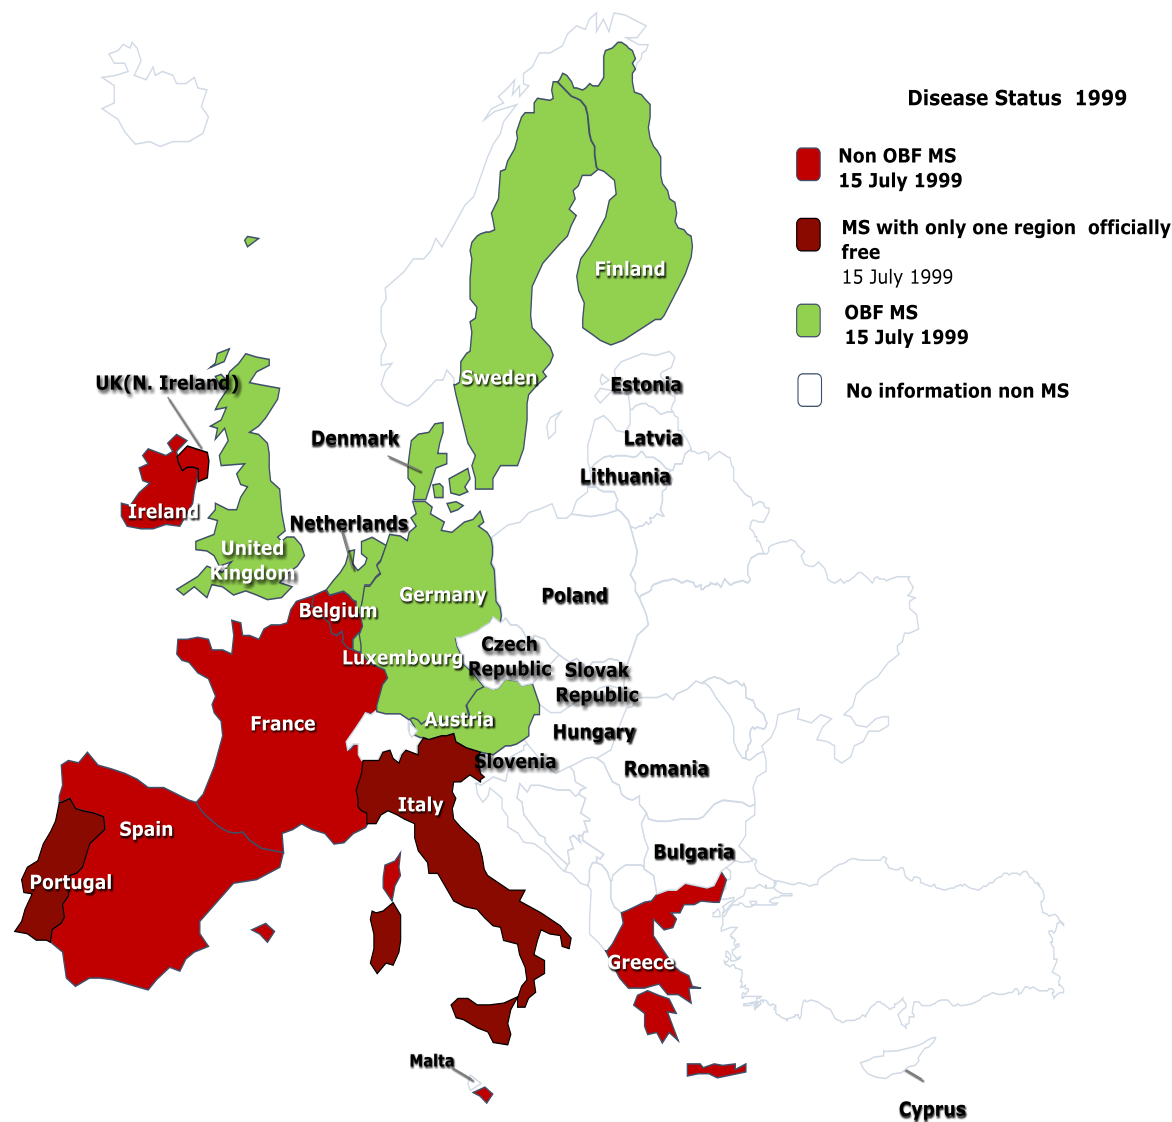 Disease Status  1999
Non OBF MS
15 July 1999
MS with only one region  officially
free
15 July 1999
OBF MS
15 July 1999
No information non MS
Finland
Sweden
Estonia
UK(N. Ireland)
Denmark
Latvia
Lithuania
Ireland
Netherlands
United
Kingdom
Belgium
Germany
Poland
Czech
Republic
Luxembourg
Slovak
Republic
France
Austria
Hungary
Slovenia
Romania
Italy
Spain
Bulgaria
Portugal
Greece
Malta
Cyprus